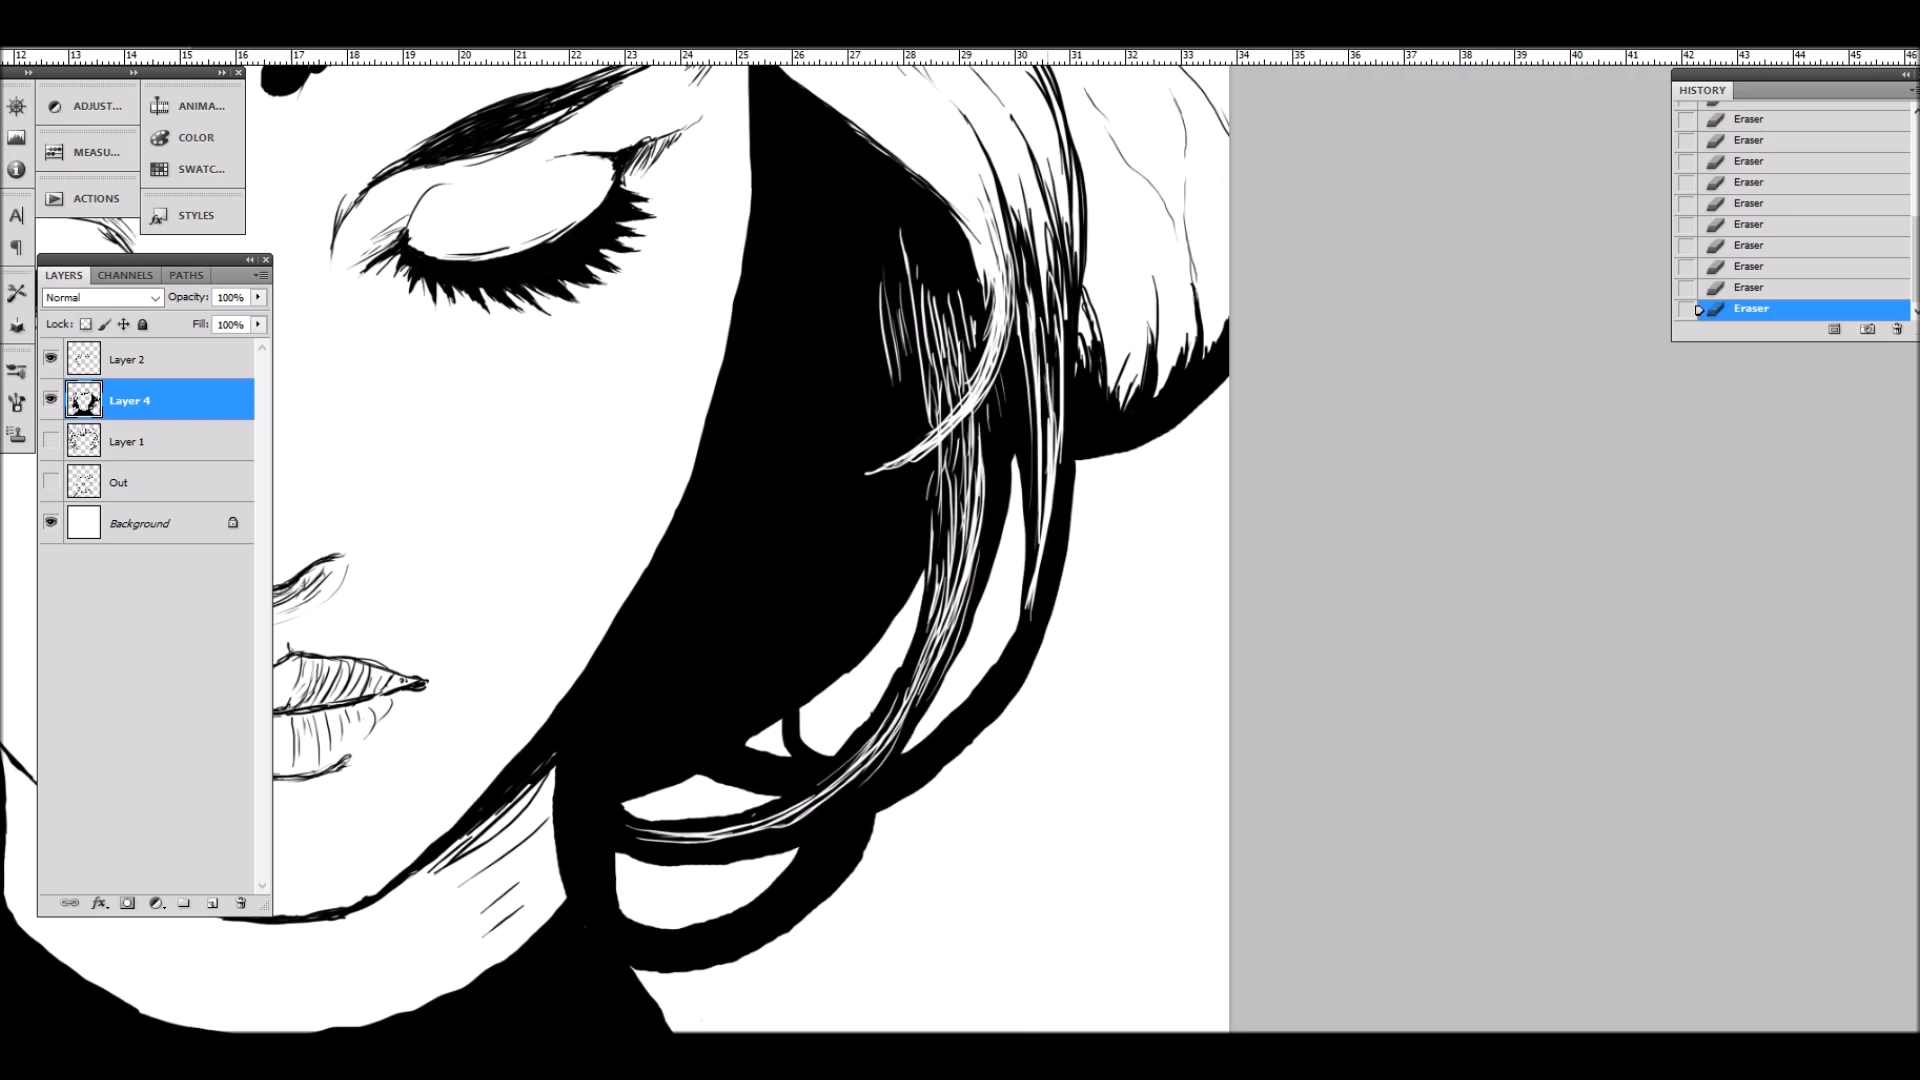 12 13 14 15 16 17 18 19 20 21 22 23 24 25 26 27 28 29 30 31 32 33 34 35 36 37 38 39 40 41 42 43 44 45 46
ADJUST...
MEASU...
ACTIONS
ANIMA...
COLOR
SWATC...
STYLES
LAYERS CHANNELS PATHS
Normal Opacity: 100%
Lock: Fill: 100%
Layer 2
Layer 4
Layer 1
Out
Background
HISTORY
Eraser
Eraser
Eraser
Eraser
Eraser
Eraser
Eraser
Eraser
Eraser
Eraser